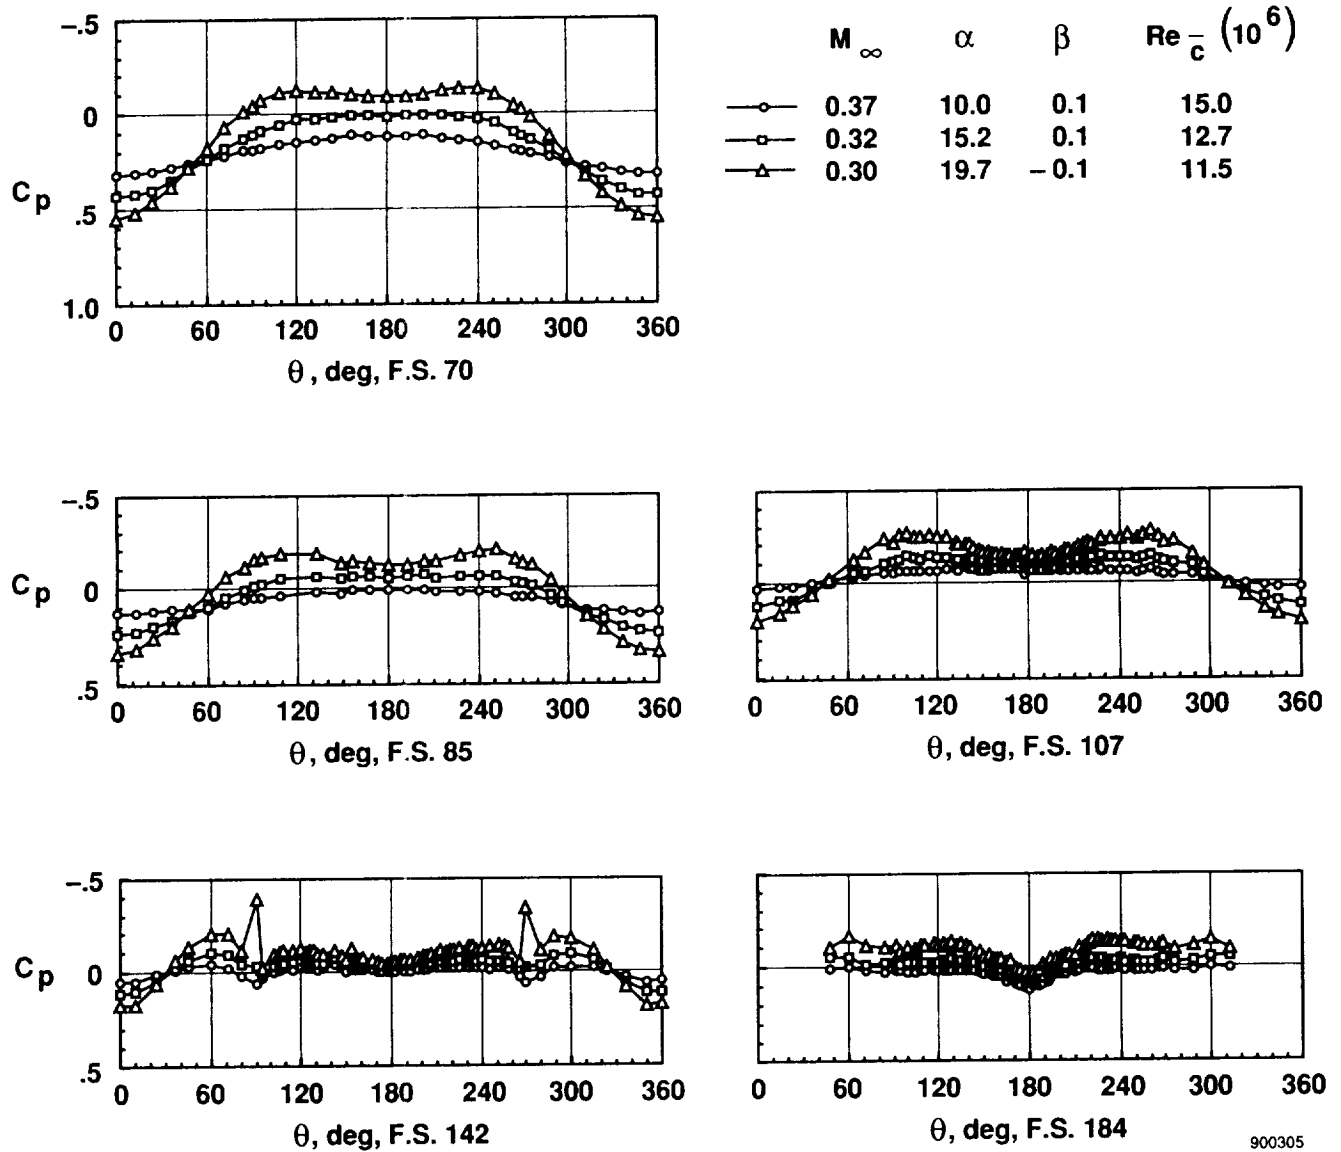 M∞ α β Re c̄ (10⁶)
0.37 10.0 0.1 15.0
0.32 15.2 0.1 12.7
0.30 19.7 −0.1 11.5
−.5
0
.5
1.0
Cp
0 60 120 180 240 300 360
θ, deg, F.S. 70
−.5
0
.5
Cp
0 60 120 180 240 300 360
θ, deg, F.S. 85
0 60 120 180 240 300 360
θ, deg, F.S. 107
−.5
0
.5
Cp
0 60 120 180 240 300 360
θ, deg, F.S. 142
0 60 120 180 240 300 360
θ, deg, F.S. 184
900305